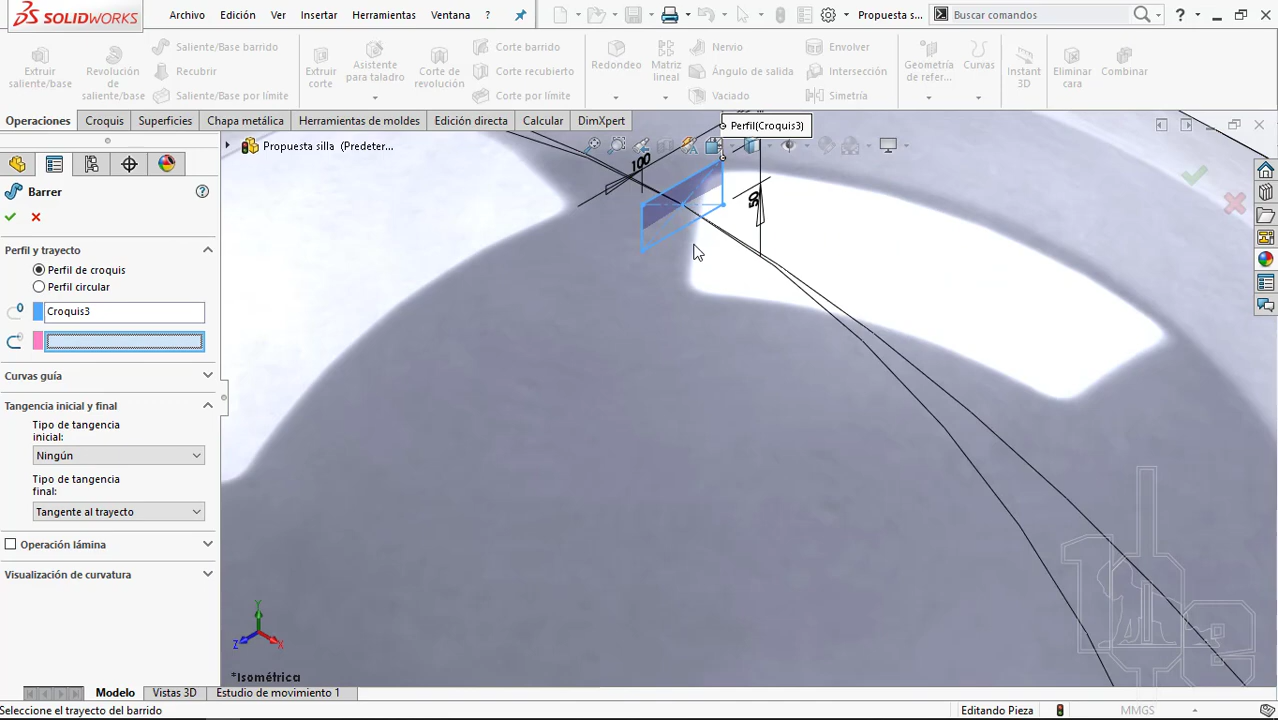 SOLIDWORKS
Archivo Edición Ver Insertar Herramientas Ventana ?
Propuesta s...
Buscar comandos
?
Extruir saliente/base
Revolución de saliente/base
Saliente/Base barrido
Recubrir
Saliente/Base por límite
Extruir corte
Asistente para taladro
Corte de revolución
Corte barrido
Corte recubierto
Corte por límite
Redondeo
Matriz lineal
Nervio
Ángulo de salida
Vaciado
Envolver
Intersección
Simetría
Geometría de refer...
Curvas
Instant 3D
Eliminar cara
Combinar
Operaciones Croquis Superficies Chapa metálica Herramientas de moldes Edición directa Calcular DimXpert
Propuesta silla (Predeter...
Perfil(Croquis3)
100
50
Barrer
?
Perfil y trayecto
Perfil de croquis
Perfil circular
Croquis3
Curvas guía
Tangencia inicial y final
Tipo de tangencia
inicial:
Ningún
Tipo de tangencia
final:
Tangente al trayecto
Operación lámina
Visualización de curvatura
Y
Z X
*Isométrica
Modelo Vistas 3D Estudio de movimiento 1
Seleccione el trayecto del barrido
Editando Pieza
MMGS